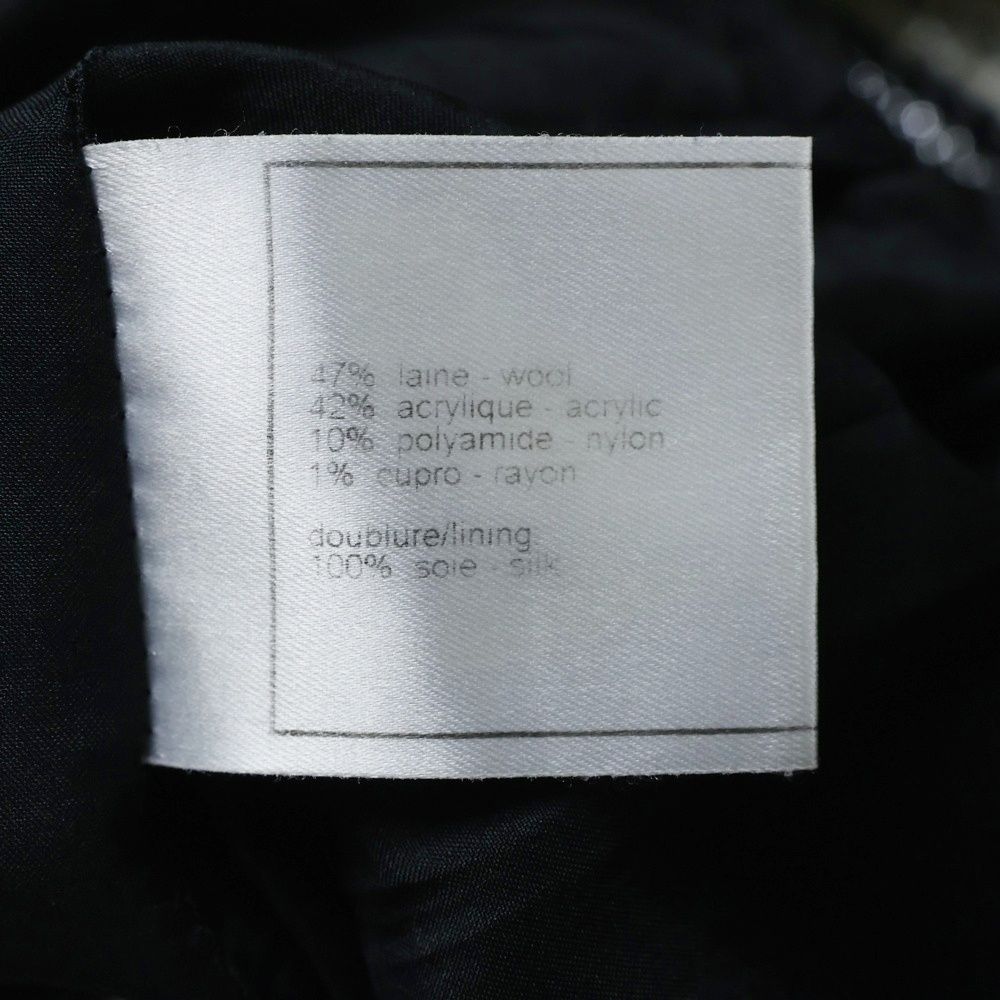 47% laine - wool
42% acrylique - acrylic
10% polyamide - nylon
1% cupro - rayon
doublure/lining
100% soie - silk